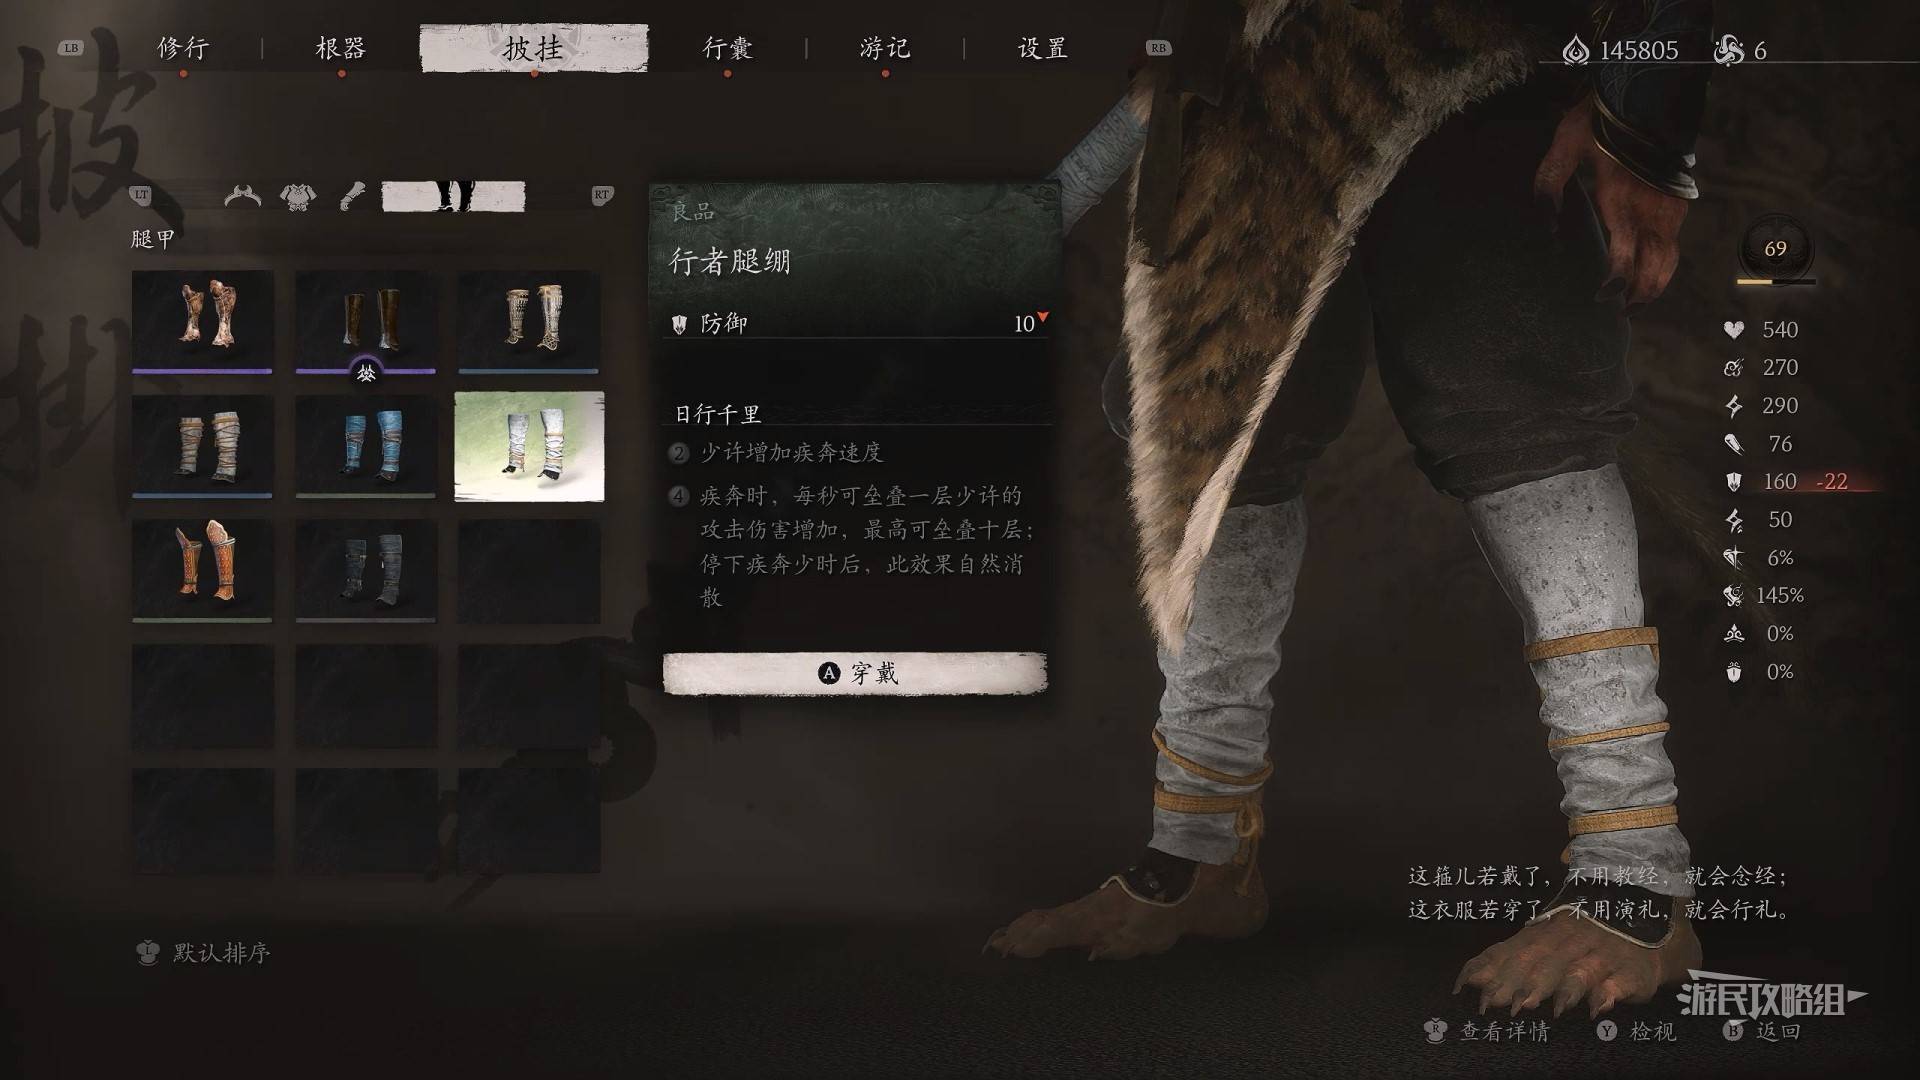 LB 修行 根器 披挂 行囊 游记 设置 RB 145805 6
披挂
LT RT
腿甲
良品
行者腿绷
防御 10
日行千里
2 少许增加疾奔速度
4 疾奔时，每秒可垒叠一层少许的
攻击伤害增加，最高可垒叠十层；
停下疾奔少时后，此效果自然消
散
A 穿戴
69
540
270
290
76
160 -22
50
6%
145%
0%
0%
这箍儿若戴了，不用教经，就会念经；
这衣服若穿了，不用演礼，就会行礼。
L 默认排序
游民攻略组
R 查看详情 Y 检视 B 返回